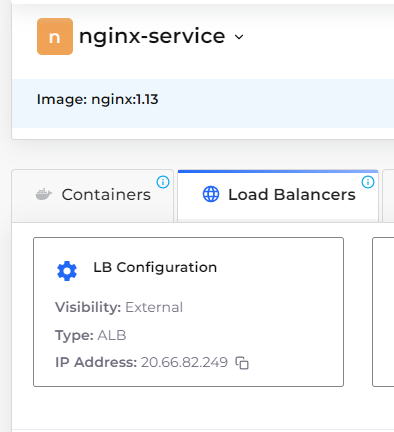 n nginx-service
Image: nginx:1.13
Containers Load Balancers
LB Configuration
Visibility: External
Type: ALB
IP Address: 20.66.82.249